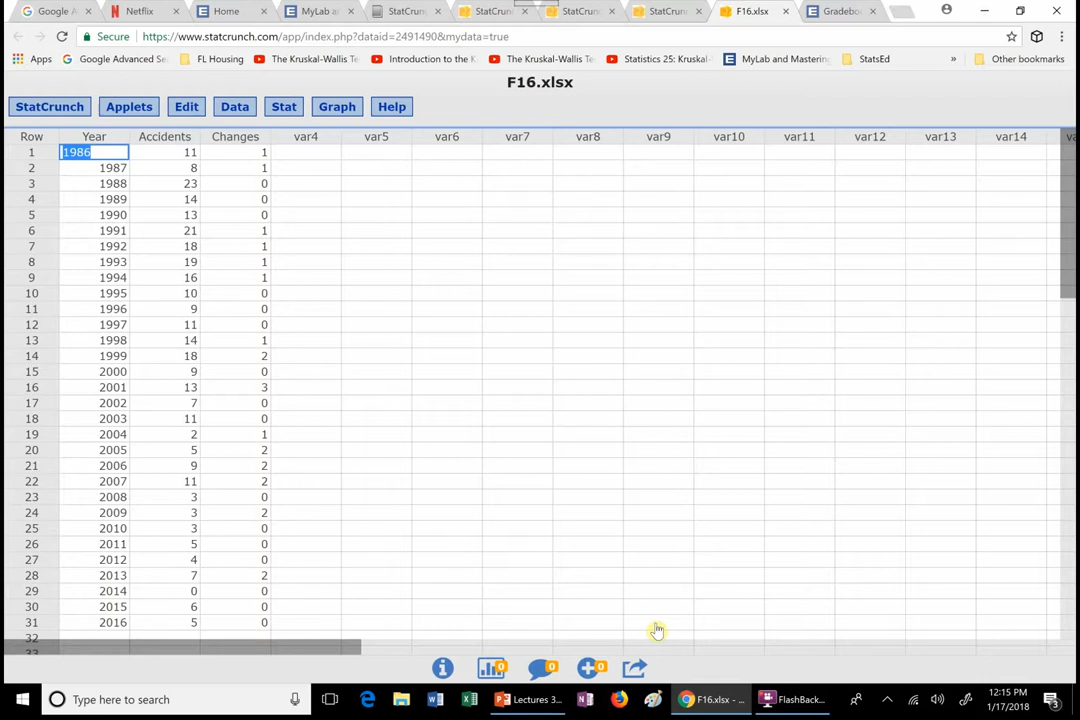 Google A × Netflix × Home × MyLab a × StatCrun × StatCrun × StatCrun × StatCrun × F16.xlsx × Gradebo ×
Secure https://www.statcrunch.com/app/index.php?dataid=2491490&mydata=true
Apps Google Advanced Se FL Housing The Kruskal-Wallis Te Introduction to the K The Kruskal-Wallis Te Statistics 25: Kruskal- MyLab and Mastering StatsEd » Other bookmarks
F16.xlsx
StatCrunch Applets Edit Data Stat Graph Help
Row Year Accidents Changes var4 var5 var6 var7 var8 var9 var10 var11 var12 var13 var14
1 1986 11 1
2 1987 8 1
3 1988 23 0
4 1989 14 0
5 1990 13 0
6 1991 21 1
7 1992 18 1
8 1993 19 1
9 1994 16 1
10 1995 10 0
11 1996 9 0
12 1997 11 0
13 1998 14 1
14 1999 18 2
15 2000 9 0
16 2001 13 3
17 2002 7 0
18 2003 11 0
19 2004 2 1
20 2005 5 2
21 2006 9 2
22 2007 11 2
23 2008 3 0
24 2009 3 2
25 2010 3 0
26 2011 5 0
27 2012 4 0
28 2013 7 2
29 2014 0 0
30 2015 6 0
31 2016 5 0
32
33
0 0 0
Type here to search Lectures 3... F16.xlsx - ... FlashBack... 12:15 PM
1/17/2018 3